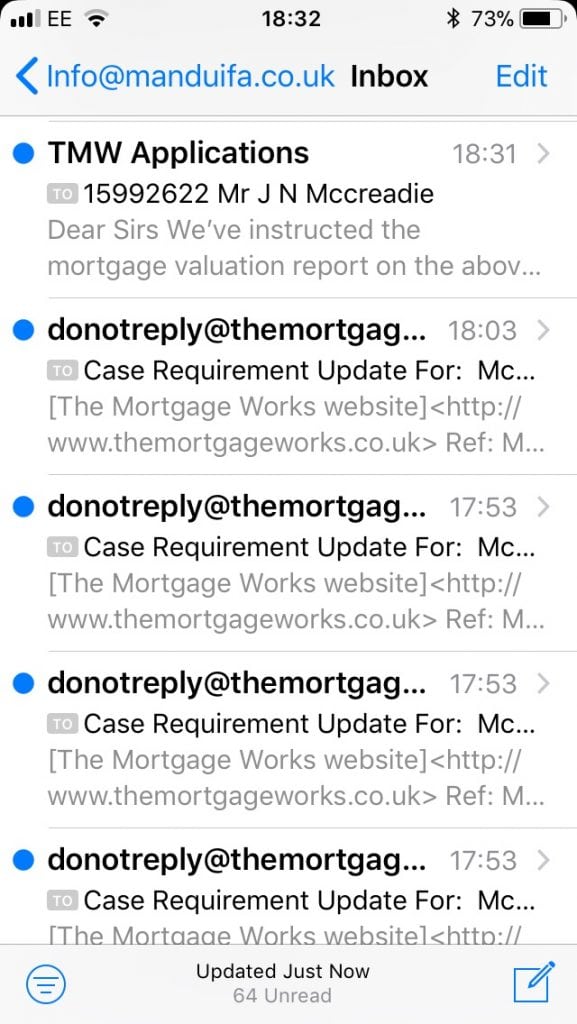 EE 18:32 73%
Info@manduifa.co.uk Inbox Edit
TMW Applications 18:31
TO 15992622 Mr J N Mccreadie
Dear Sirs We’ve instructed the
mortgage valuation report on the abov...
donotreply@themortgag... 18:03
TO Case Requirement Update For: Mc...
[The Mortgage Works website]<http://
www.themortgageworks.co.uk> Ref: M...
donotreply@themortgag... 17:53
TO Case Requirement Update For: Mc...
[The Mortgage Works website]<http://
www.themortgageworks.co.uk> Ref: M...
donotreply@themortgag... 17:53
TO Case Requirement Update For: Mc...
[The Mortgage Works website]<http://
www.themortgageworks.co.uk> Ref: M...
donotreply@themortgag... 17:53
TO Case Requirement Update For: Mc...
[The Mortgage Works website]<http://
Updated Just Now
64 Unread